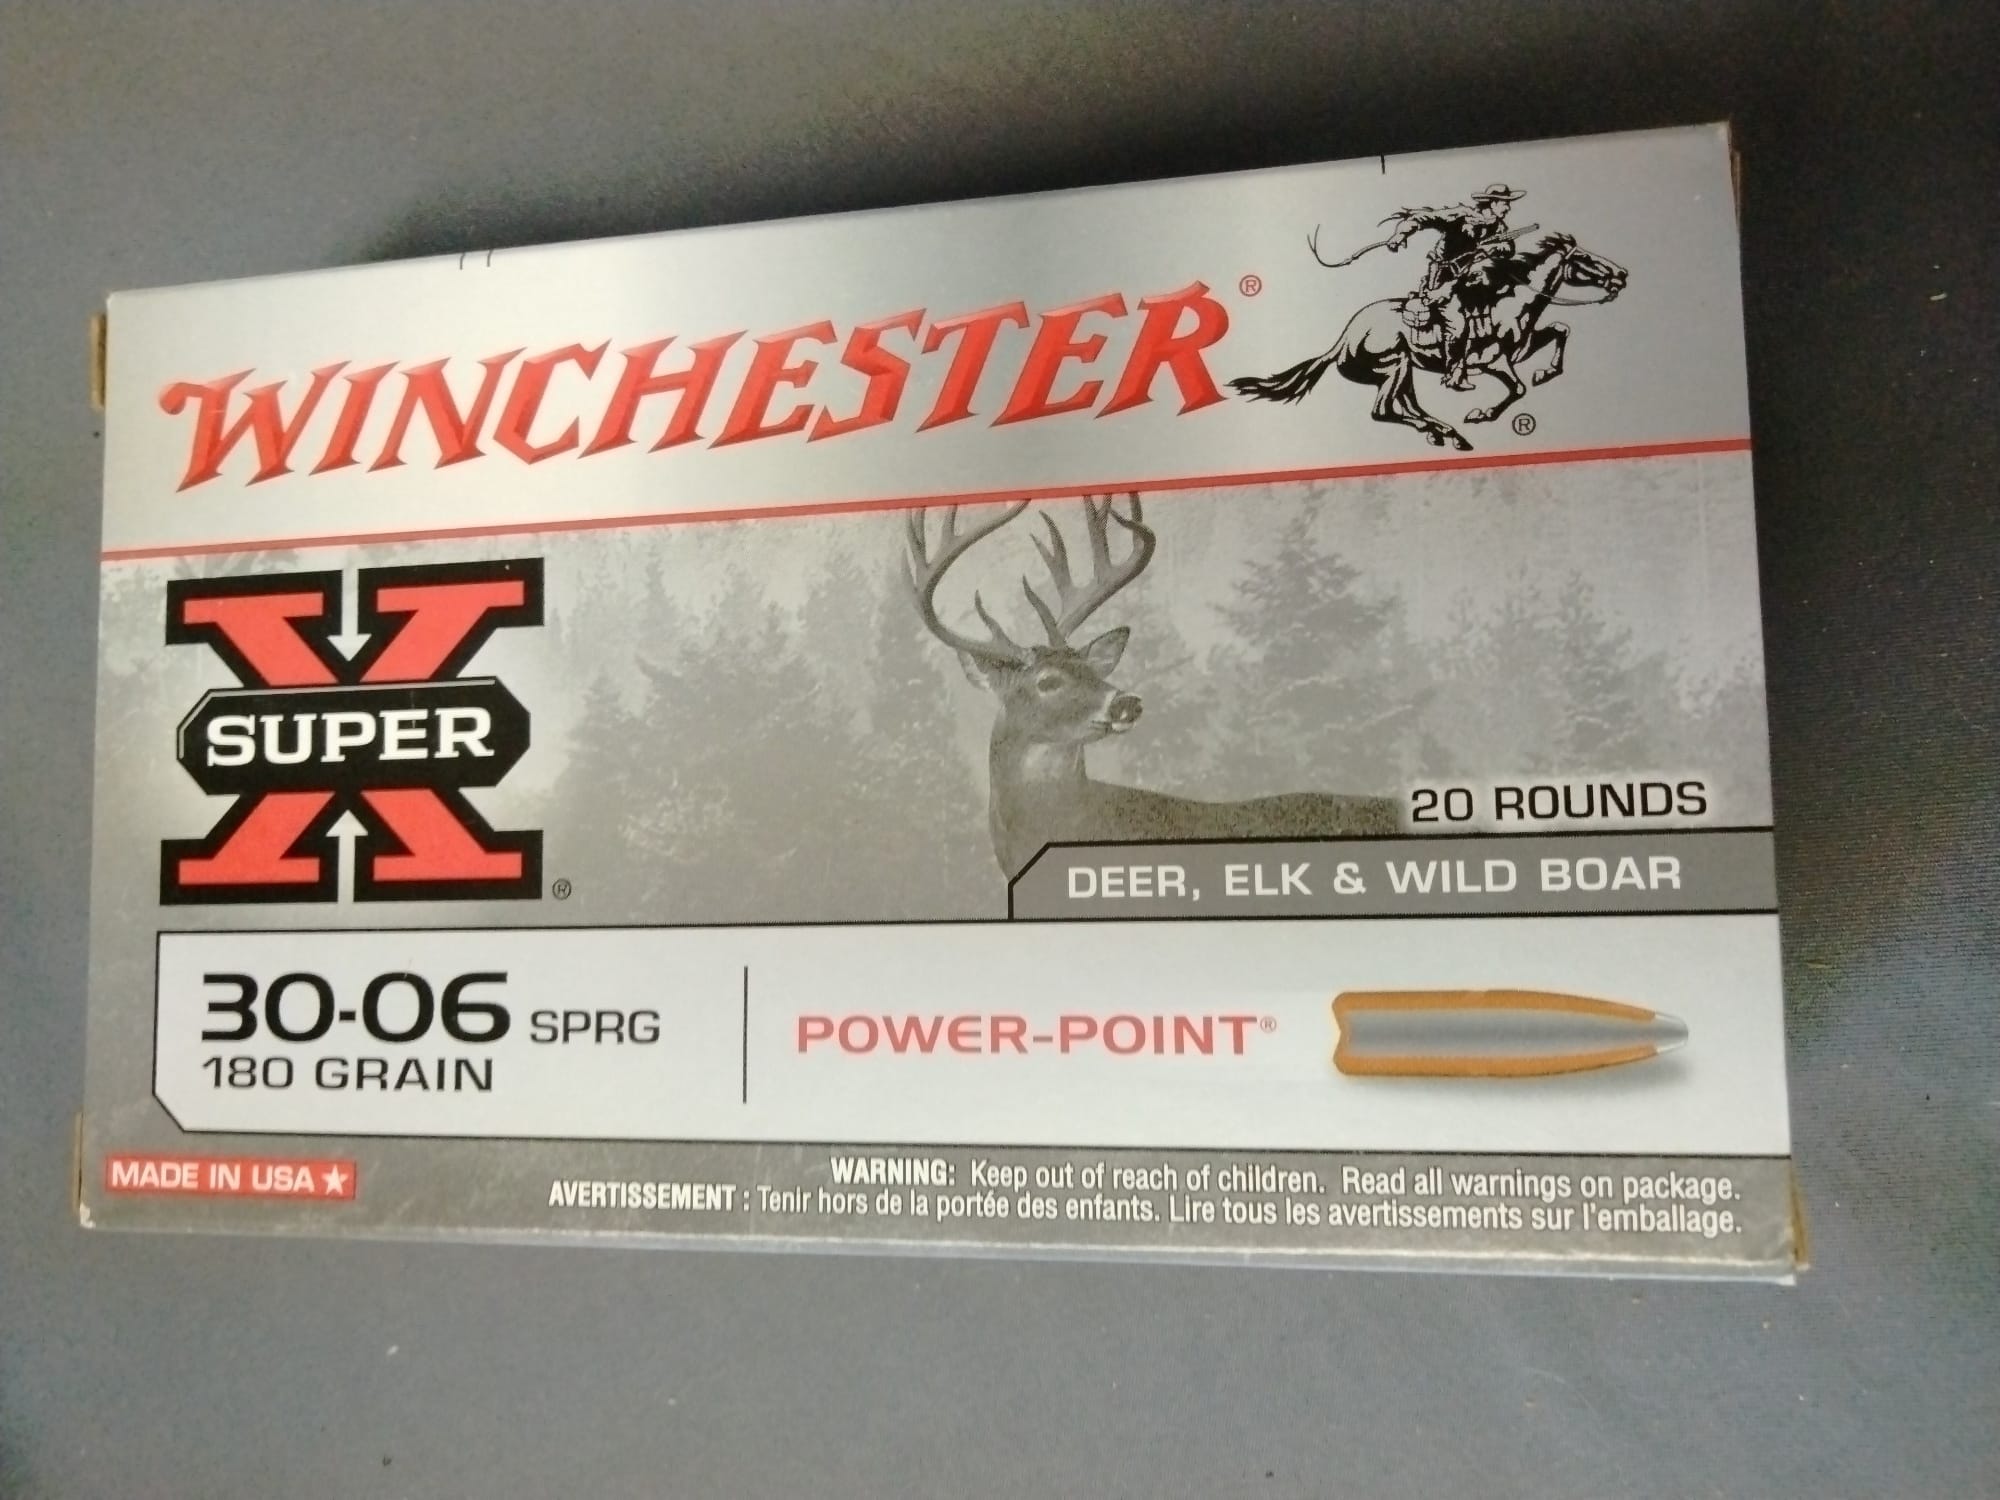 WINCHESTER®
®
X
SUPER
®
20 ROUNDS
DEER, ELK & WILD BOAR
30-06 SPRG
180 GRAIN
POWER-POINT®
MADE IN USA
WARNING: Keep out of reach of children. Read all warnings on package.
AVERTISSEMENT : Tenir hors de la portée des enfants. Lire tous les avertissements sur l'emballage.